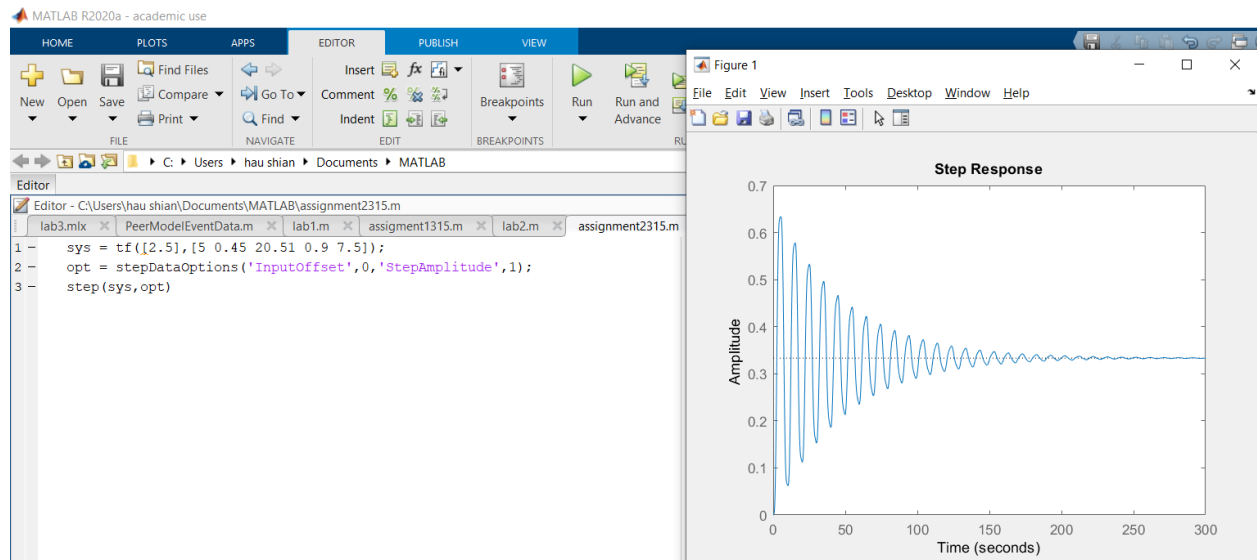 MATLAB R2020a - academic use
HOME PLOTS APPS EDITOR PUBLISH VIEW
New Open Save Find Files Compare Print
Go To Find
Insert fx
Comment %
Indent
Breakpoints
Run Run and Advance
FILE NAVIGATE EDIT BREAKPOINTS RU
C: Users hau shian Documents MATLAB
Editor
Editor - C:\Users\hau shian\Documents\MATLAB\assignment2315.m
lab3.mlx PeerModelEventData.m lab1.m assigment1315.m lab2.m assignment2315.m
1 - sys = tf([2.5],[5 0.45 20.51 0.9 7.5]);
2 - opt = stepDataOptions('InputOffset',0,'StepAmplitude',1);
3 - step(sys,opt)
Figure 1
File Edit View Insert Tools Desktop Window Help
Step Response
Amplitude
0.7
0.6
0.5
0.4
0.3
0.2
0.1
0
0 50 100 150 200 250 300
Time (seconds)